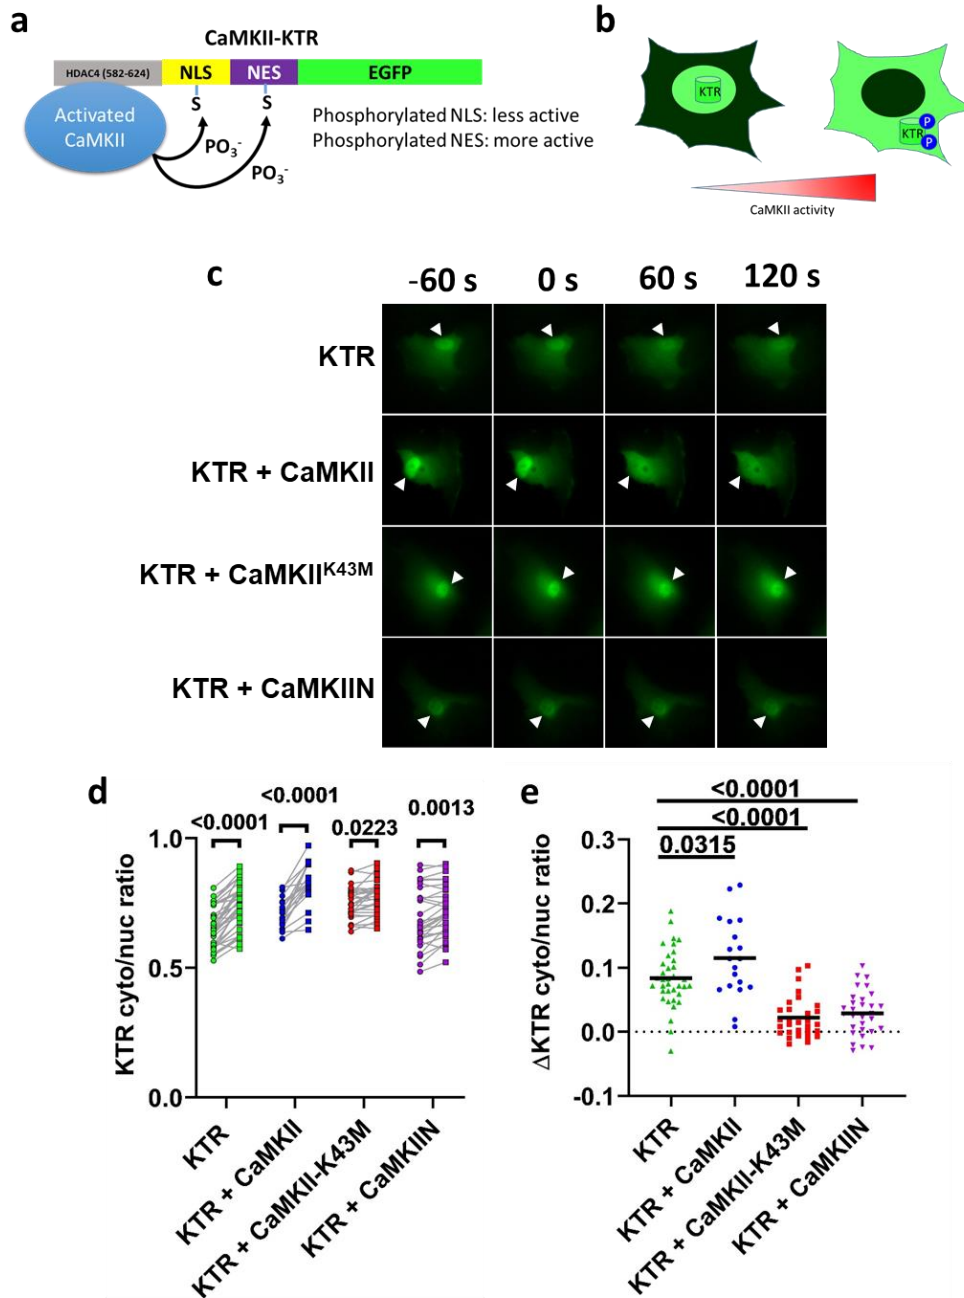 a
CaMKII-KTR
HDAC4 (582-624) NLS NES EGFP
Activated
CaMKII
S S
PO3-
PO3-
Phosphorylated NLS: less active
Phosphorylated NES: more active
b
KTR
KTR
P
P
CaMKII activity
c
-60 s 0 s 60 s 120 s
KTR
KTR + CaMKII
KTR + CaMKIIK43M
KTR + CaMKIIN
d
<0.0001
<0.0001
0.0223
0.0013
KTR cyto/nuc ratio
1.0
0.5
0.0
KTR
KTR + CaMKII
KTR + CaMKII-K43M
KTR + CaMKIIN
e
<0.0001
<0.0001
0.0315
ΔKTR cyto/nuc ratio
0.3
0.2
0.1
0.0
-0.1
KTR
KTR + CaMKII
KTR + CaMKII-K43M
KTR + CaMKIIN